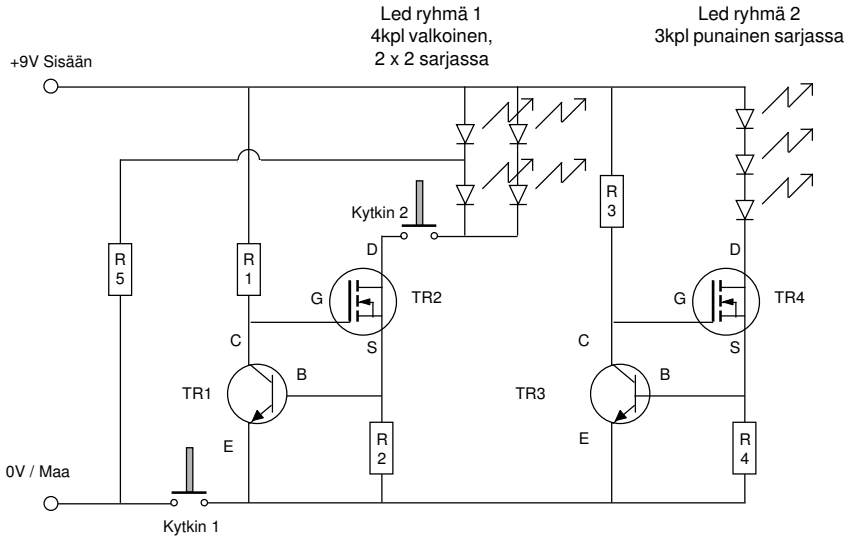 Led ryhmä 1
4kpl valkoinen,
2 x 2 sarjassa
Led ryhmä 2
3kpl punainen sarjassa
+9V Sisään
Kytkin 2
R
5
R
1
R
3
D
G
TR2
S
D
G
TR4
S
C
B
TR1
E
R
2
C
B
TR3
E
R
4
0V / Maa
Kytkin 1